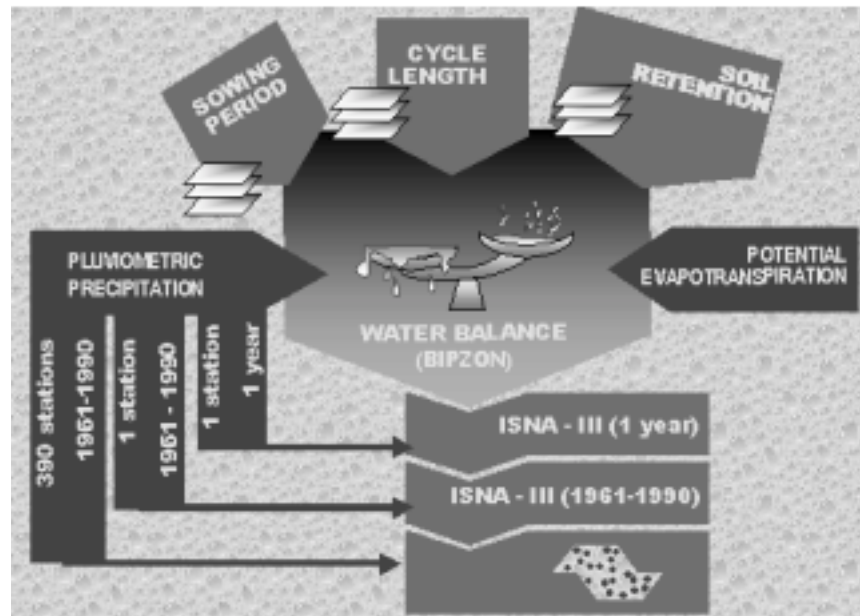 SOWING
PERIOD
CYCLE
LENGTH
SOIL
RETENTION
PLUVIOMETRIC
PRECIPITATION
POTENTIAL
EVAPOTRANSPIRATION
WATER BALANCE
(BIPZON)
390 stations
1961-1990
1 station
1961 - 1990
1 station
1 year
ISNA - III (1 year)
ISNA - III (1961-1990)